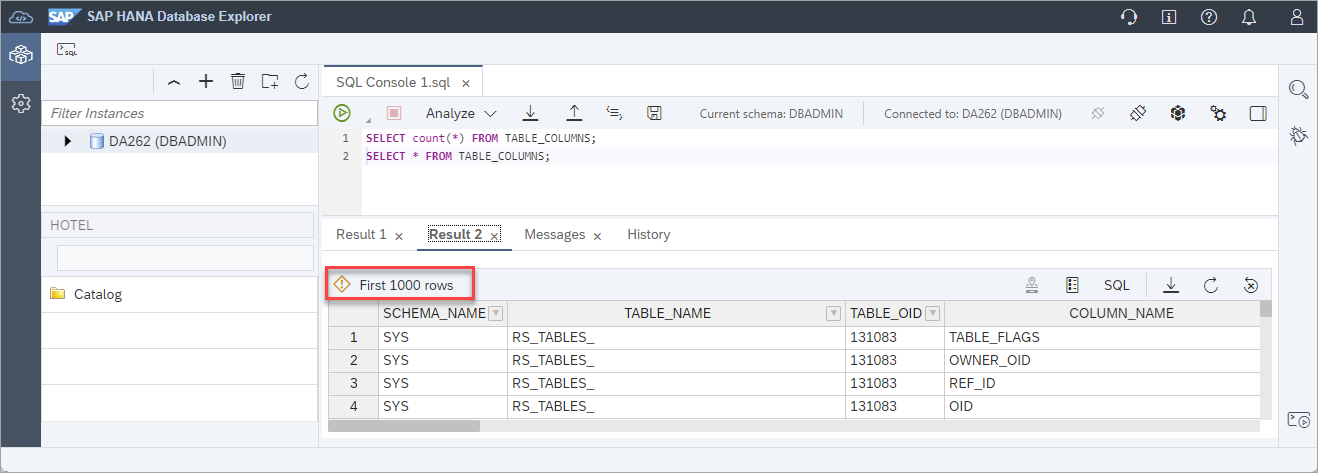 SAP SAP HANA Database Explorer
SQL
Filter Instances
DA262 (DBADMIN)
HOTEL
Catalog
SQL Console 1.sql ×
Analyze Current schema: DBADMIN Connected to: DA262 (DBADMIN)
1 SELECT count(*) FROM TABLE_COLUMNS;
2 SELECT * FROM TABLE_COLUMNS;
Result 1 × Result 2 × Messages × History
First 1000 rows SQL
SCHEMA_NAME TABLE_NAME TABLE_OID COLUMN_NAME
1 SYS RS_TABLES_ 131083 TABLE_FLAGS
2 SYS RS_TABLES_ 131083 OWNER_OID
3 SYS RS_TABLES_ 131083 REF_ID
4 SYS RS_TABLES_ 131083 OID